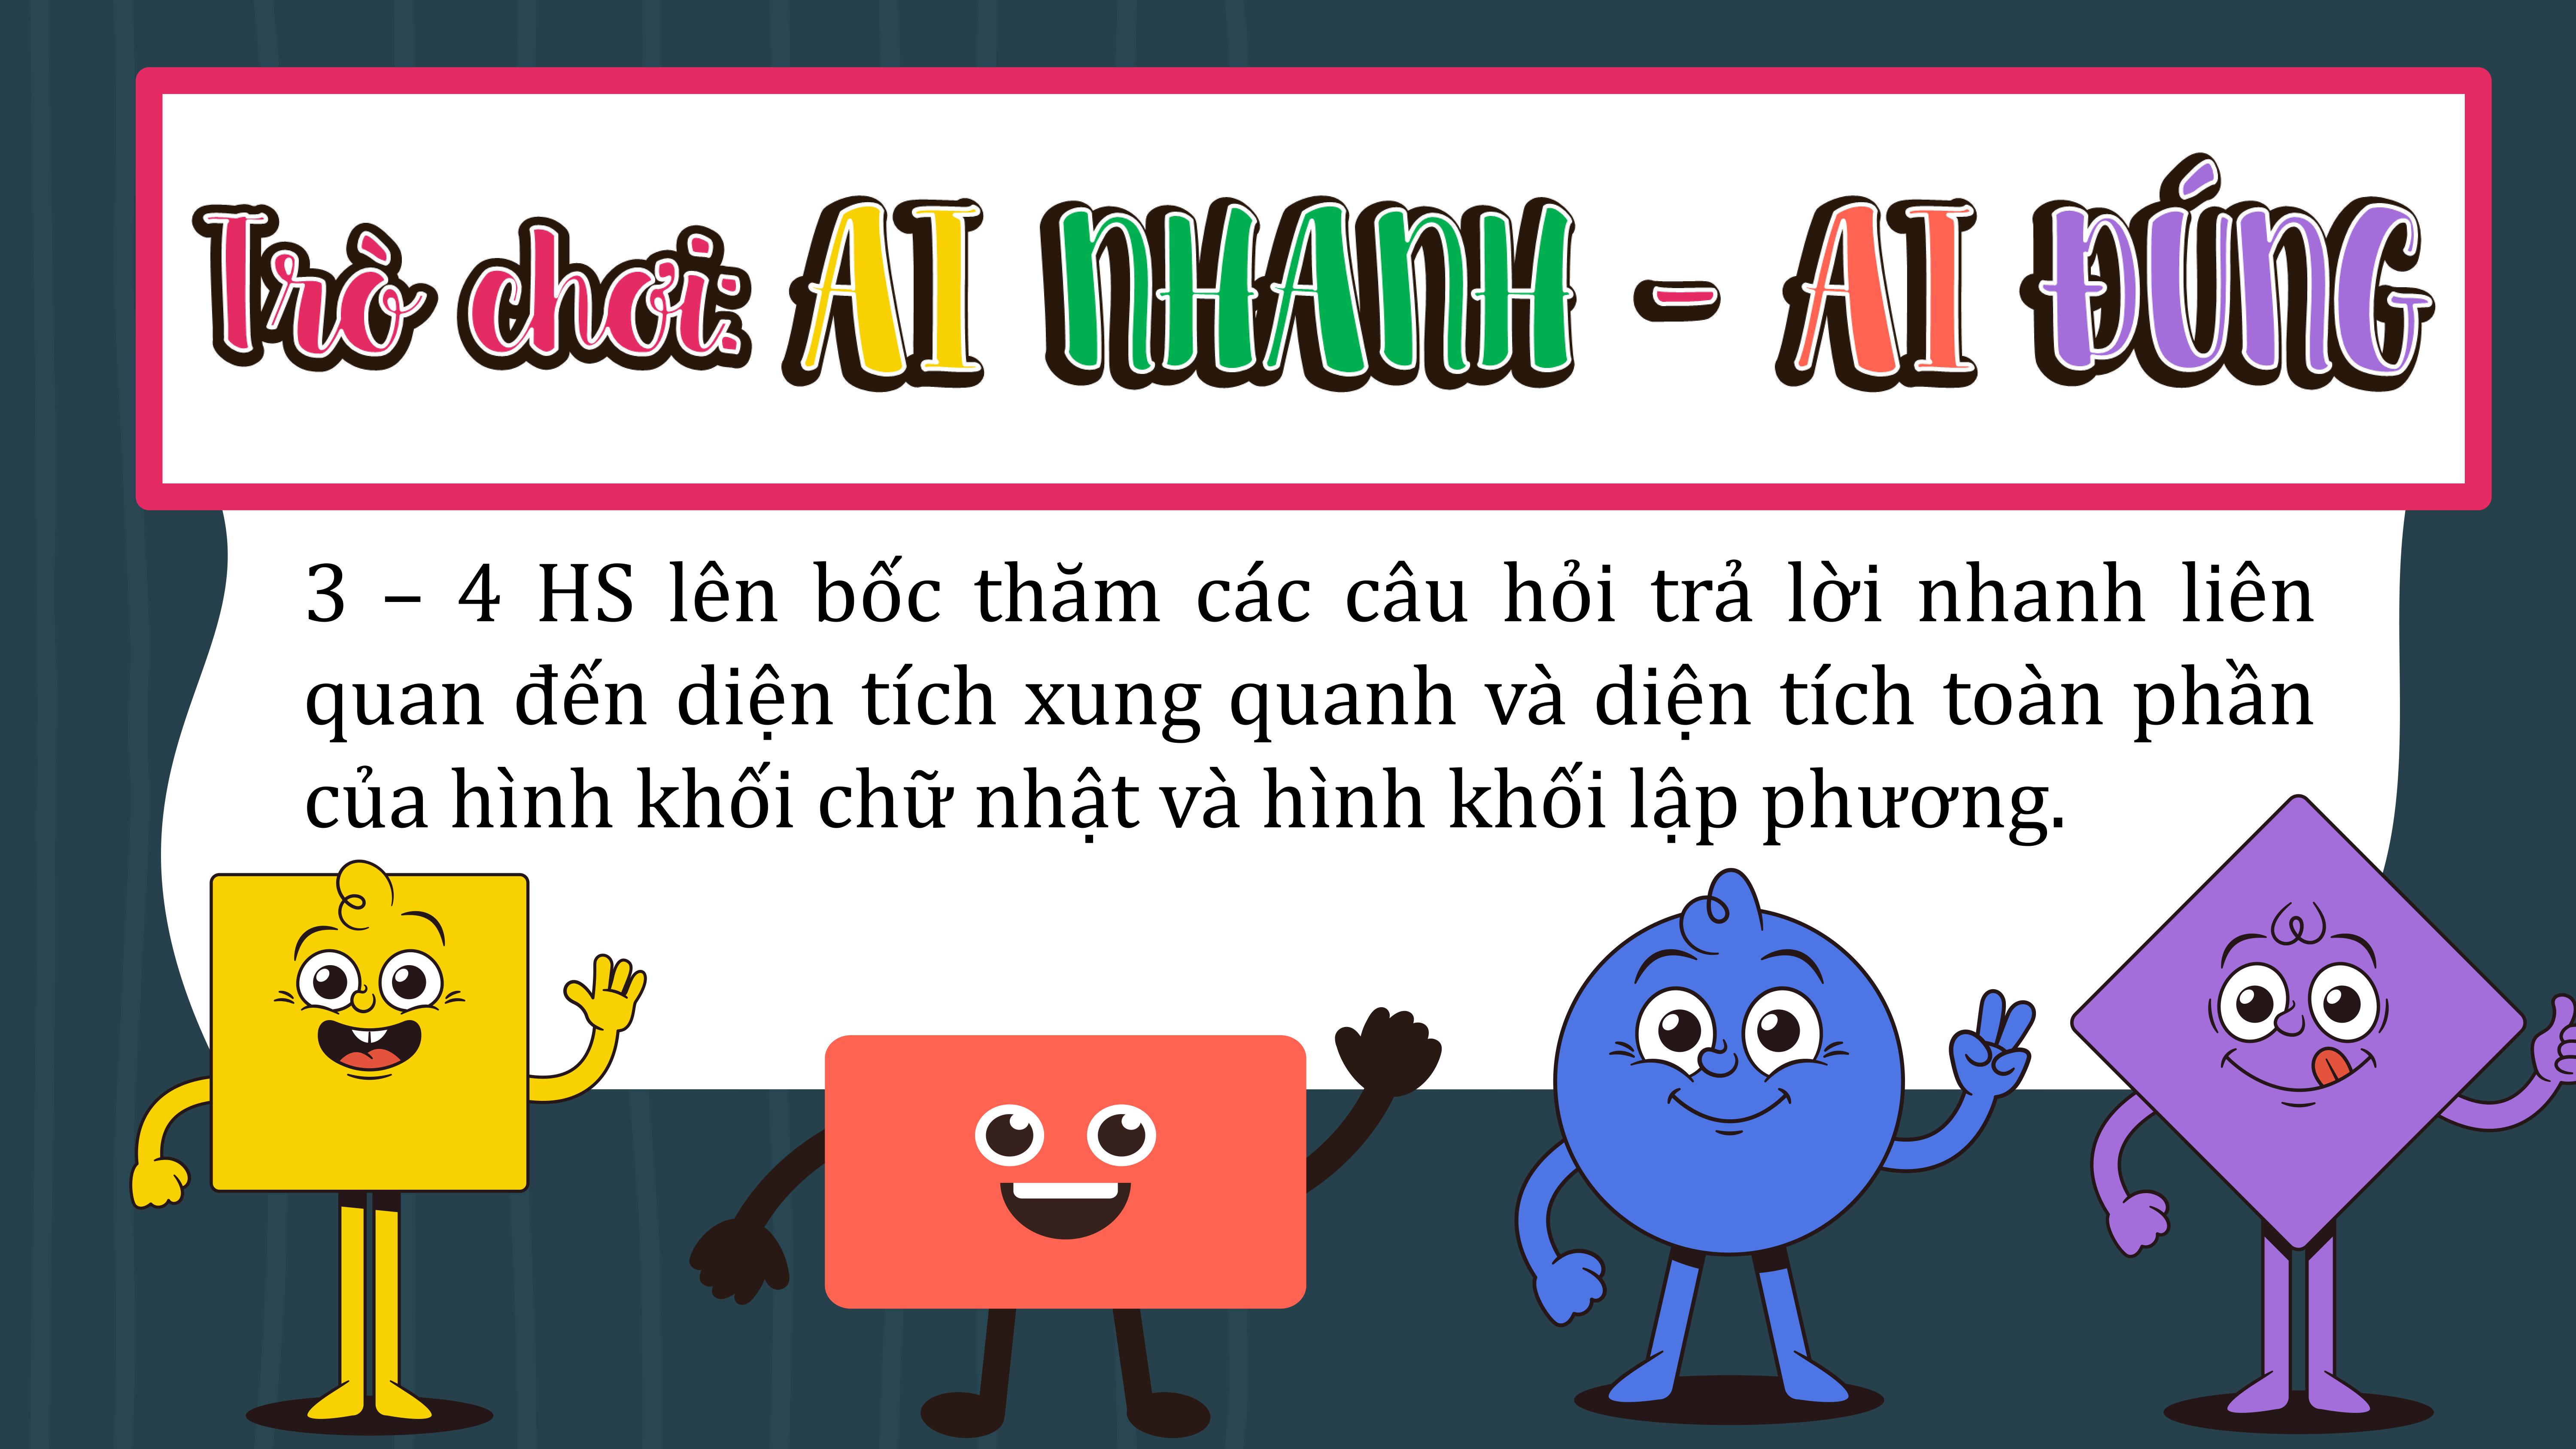 Trò chơi: AI NHANH - AI ĐÚNG
3 – 4 HS lên bốc thăm các câu hỏi trả lời nhanh liên
quan đến diện tích xung quanh và diện tích toàn phần
của hình khối chữ nhật và hình khối lập phương.